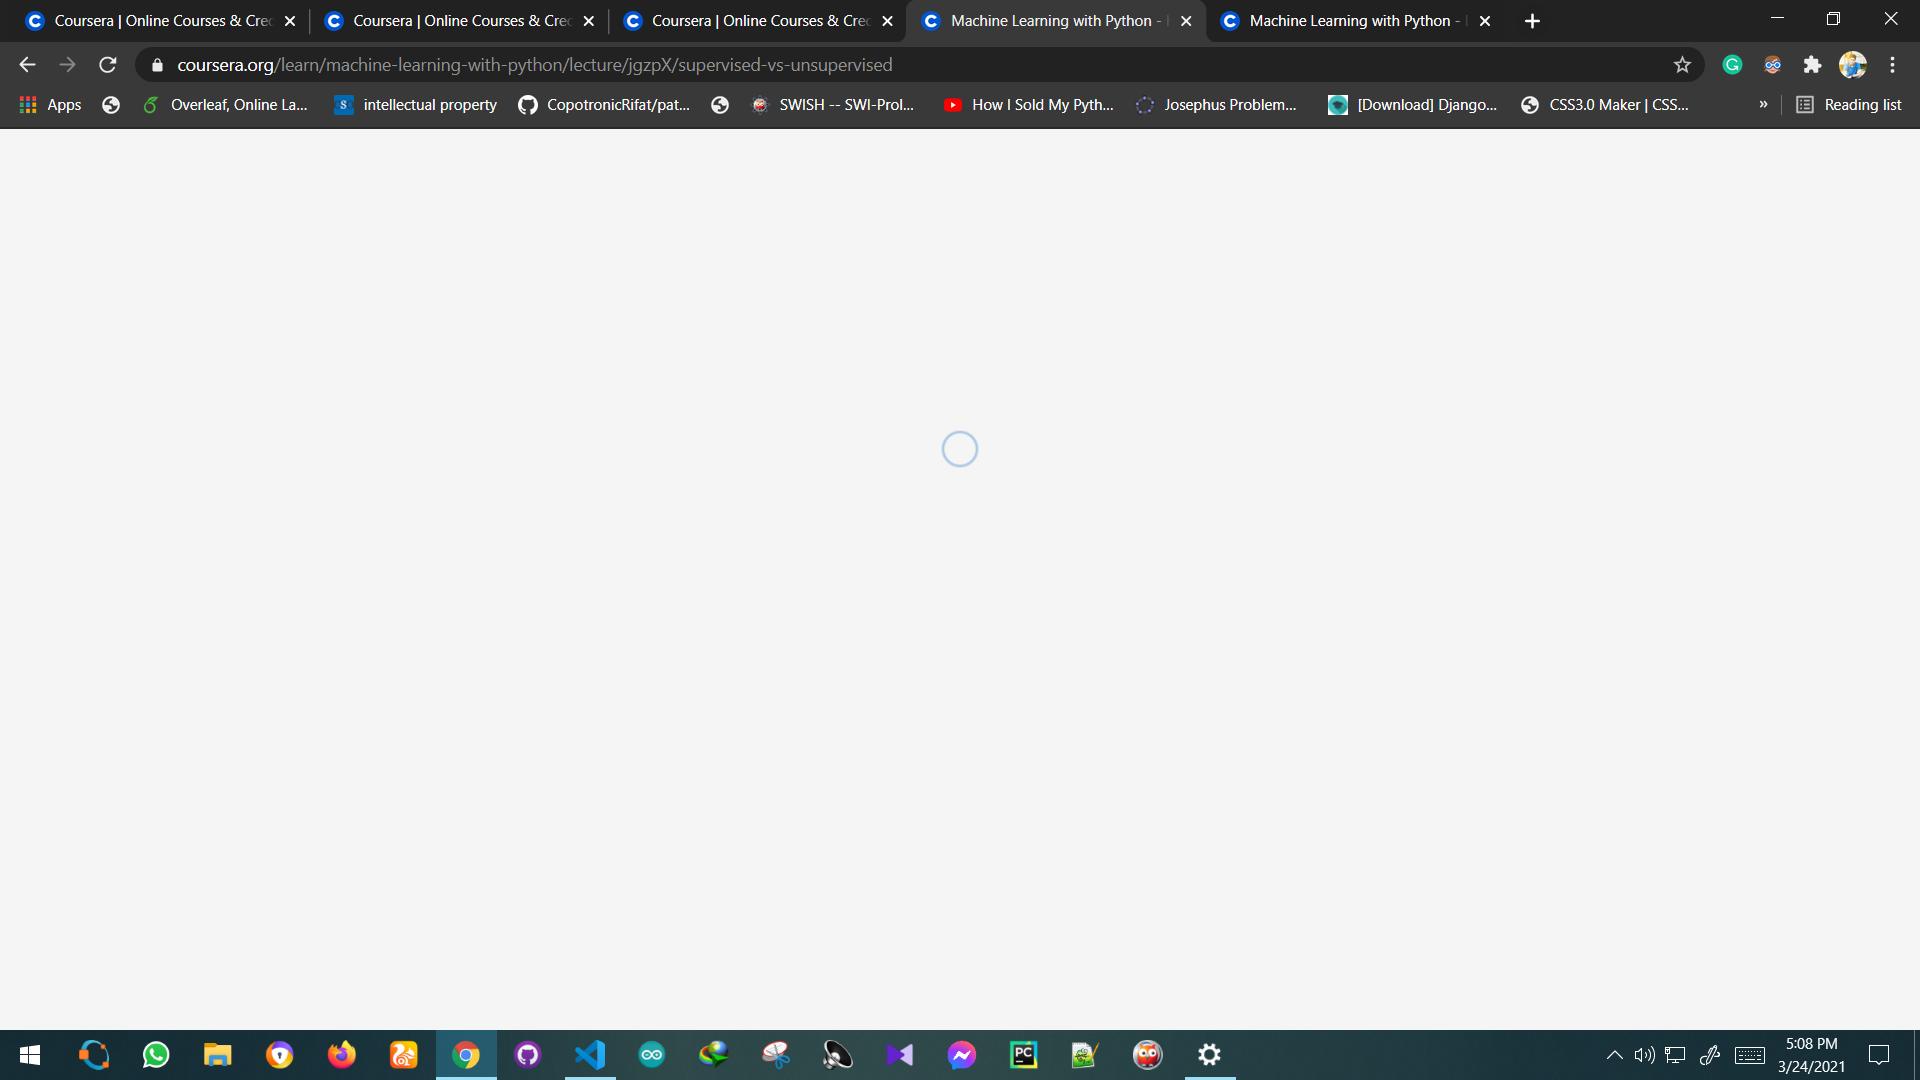 Coursera | Online Courses & Crec
Coursera | Online Courses & Crec
Coursera | Online Courses & Crec
Machine Learning with Python -
Machine Learning with Python -
coursera.org/learn/machine-learning-with-python/lecture/jgzpX/supervised-vs-unsupervised
Apps
Overleaf, Online La...
intellectual property
CopotronicRifat/pat...
SWISH -- SWI-Prol...
How I Sold My Pyth...
Josephus Problem...
[Download] Django...
CSS3.0 Maker | CSS...
»
Reading list
PC
5:08 PM
3/24/2021